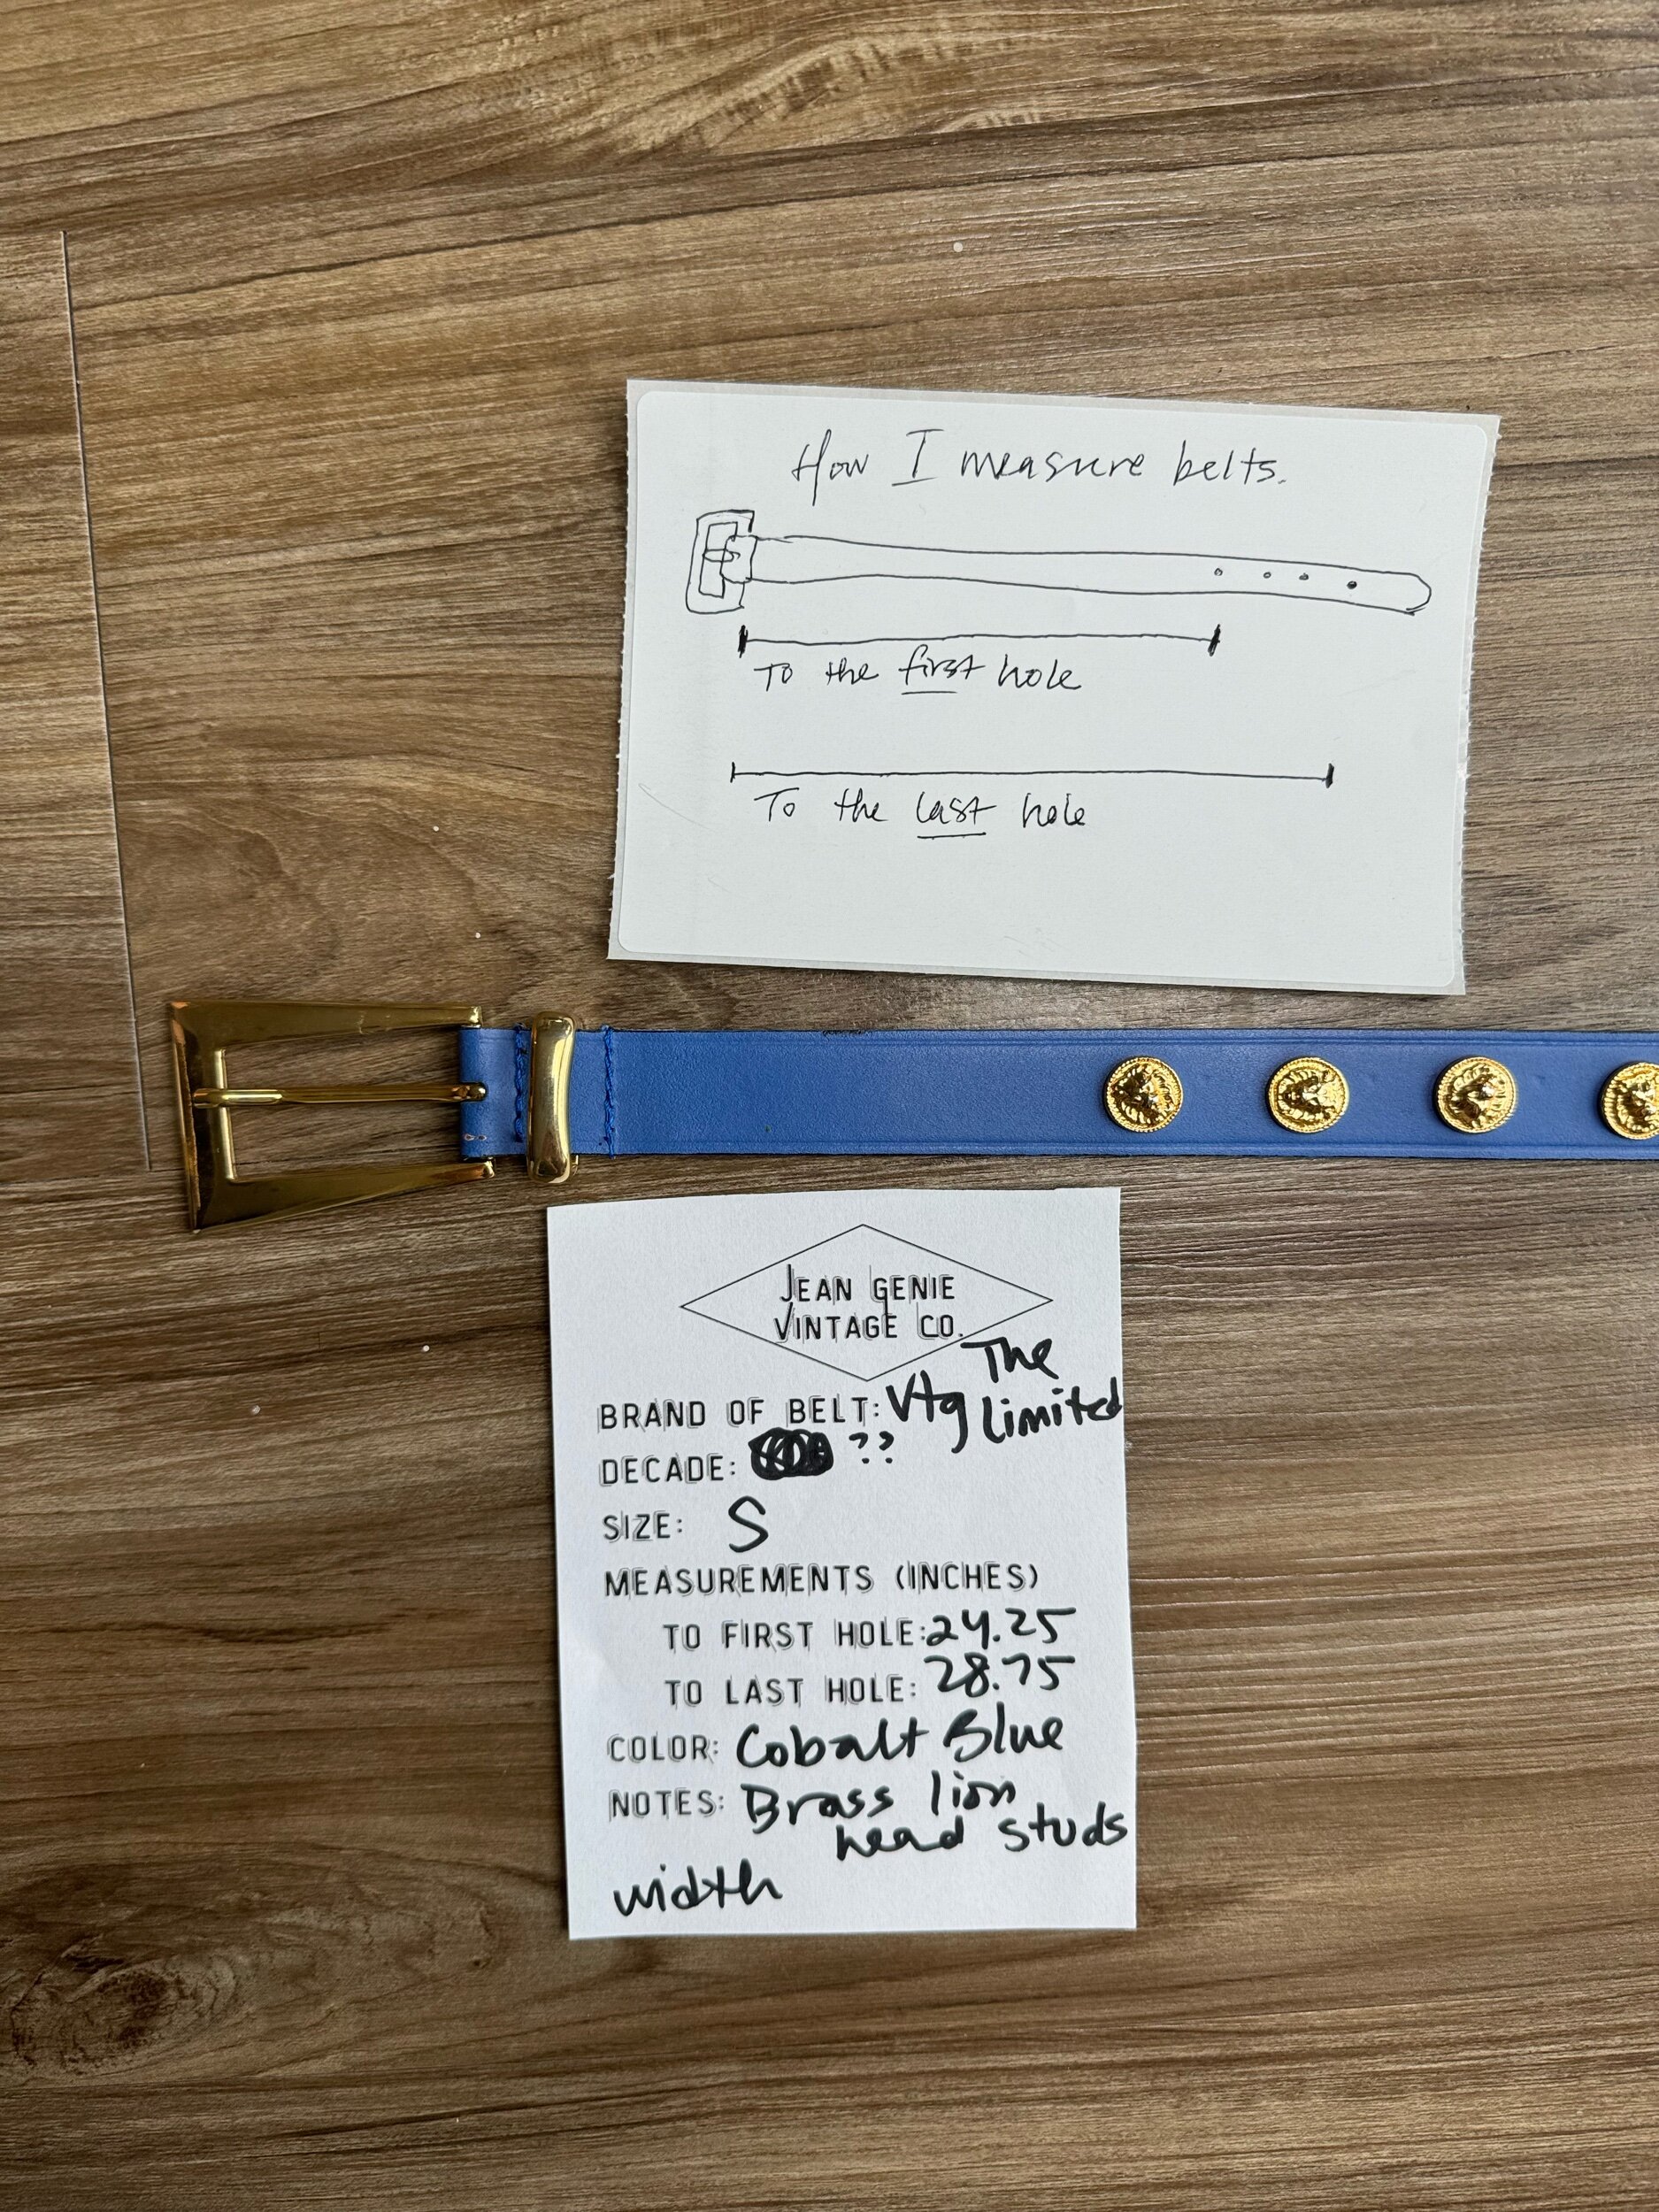 How I measure belts.
To the first hole
To the last hole
JEAN GENIE
VINTAGE CO.
BRAND OF BELT: Vtg The Limited
DECADE: ??
SIZE: S
MEASUREMENTS (INCHES)
TO FIRST HOLE: 24.25
TO LAST HOLE: 28.75
COLOR: Cobalt Blue
NOTES: Brass lion
head studs
width